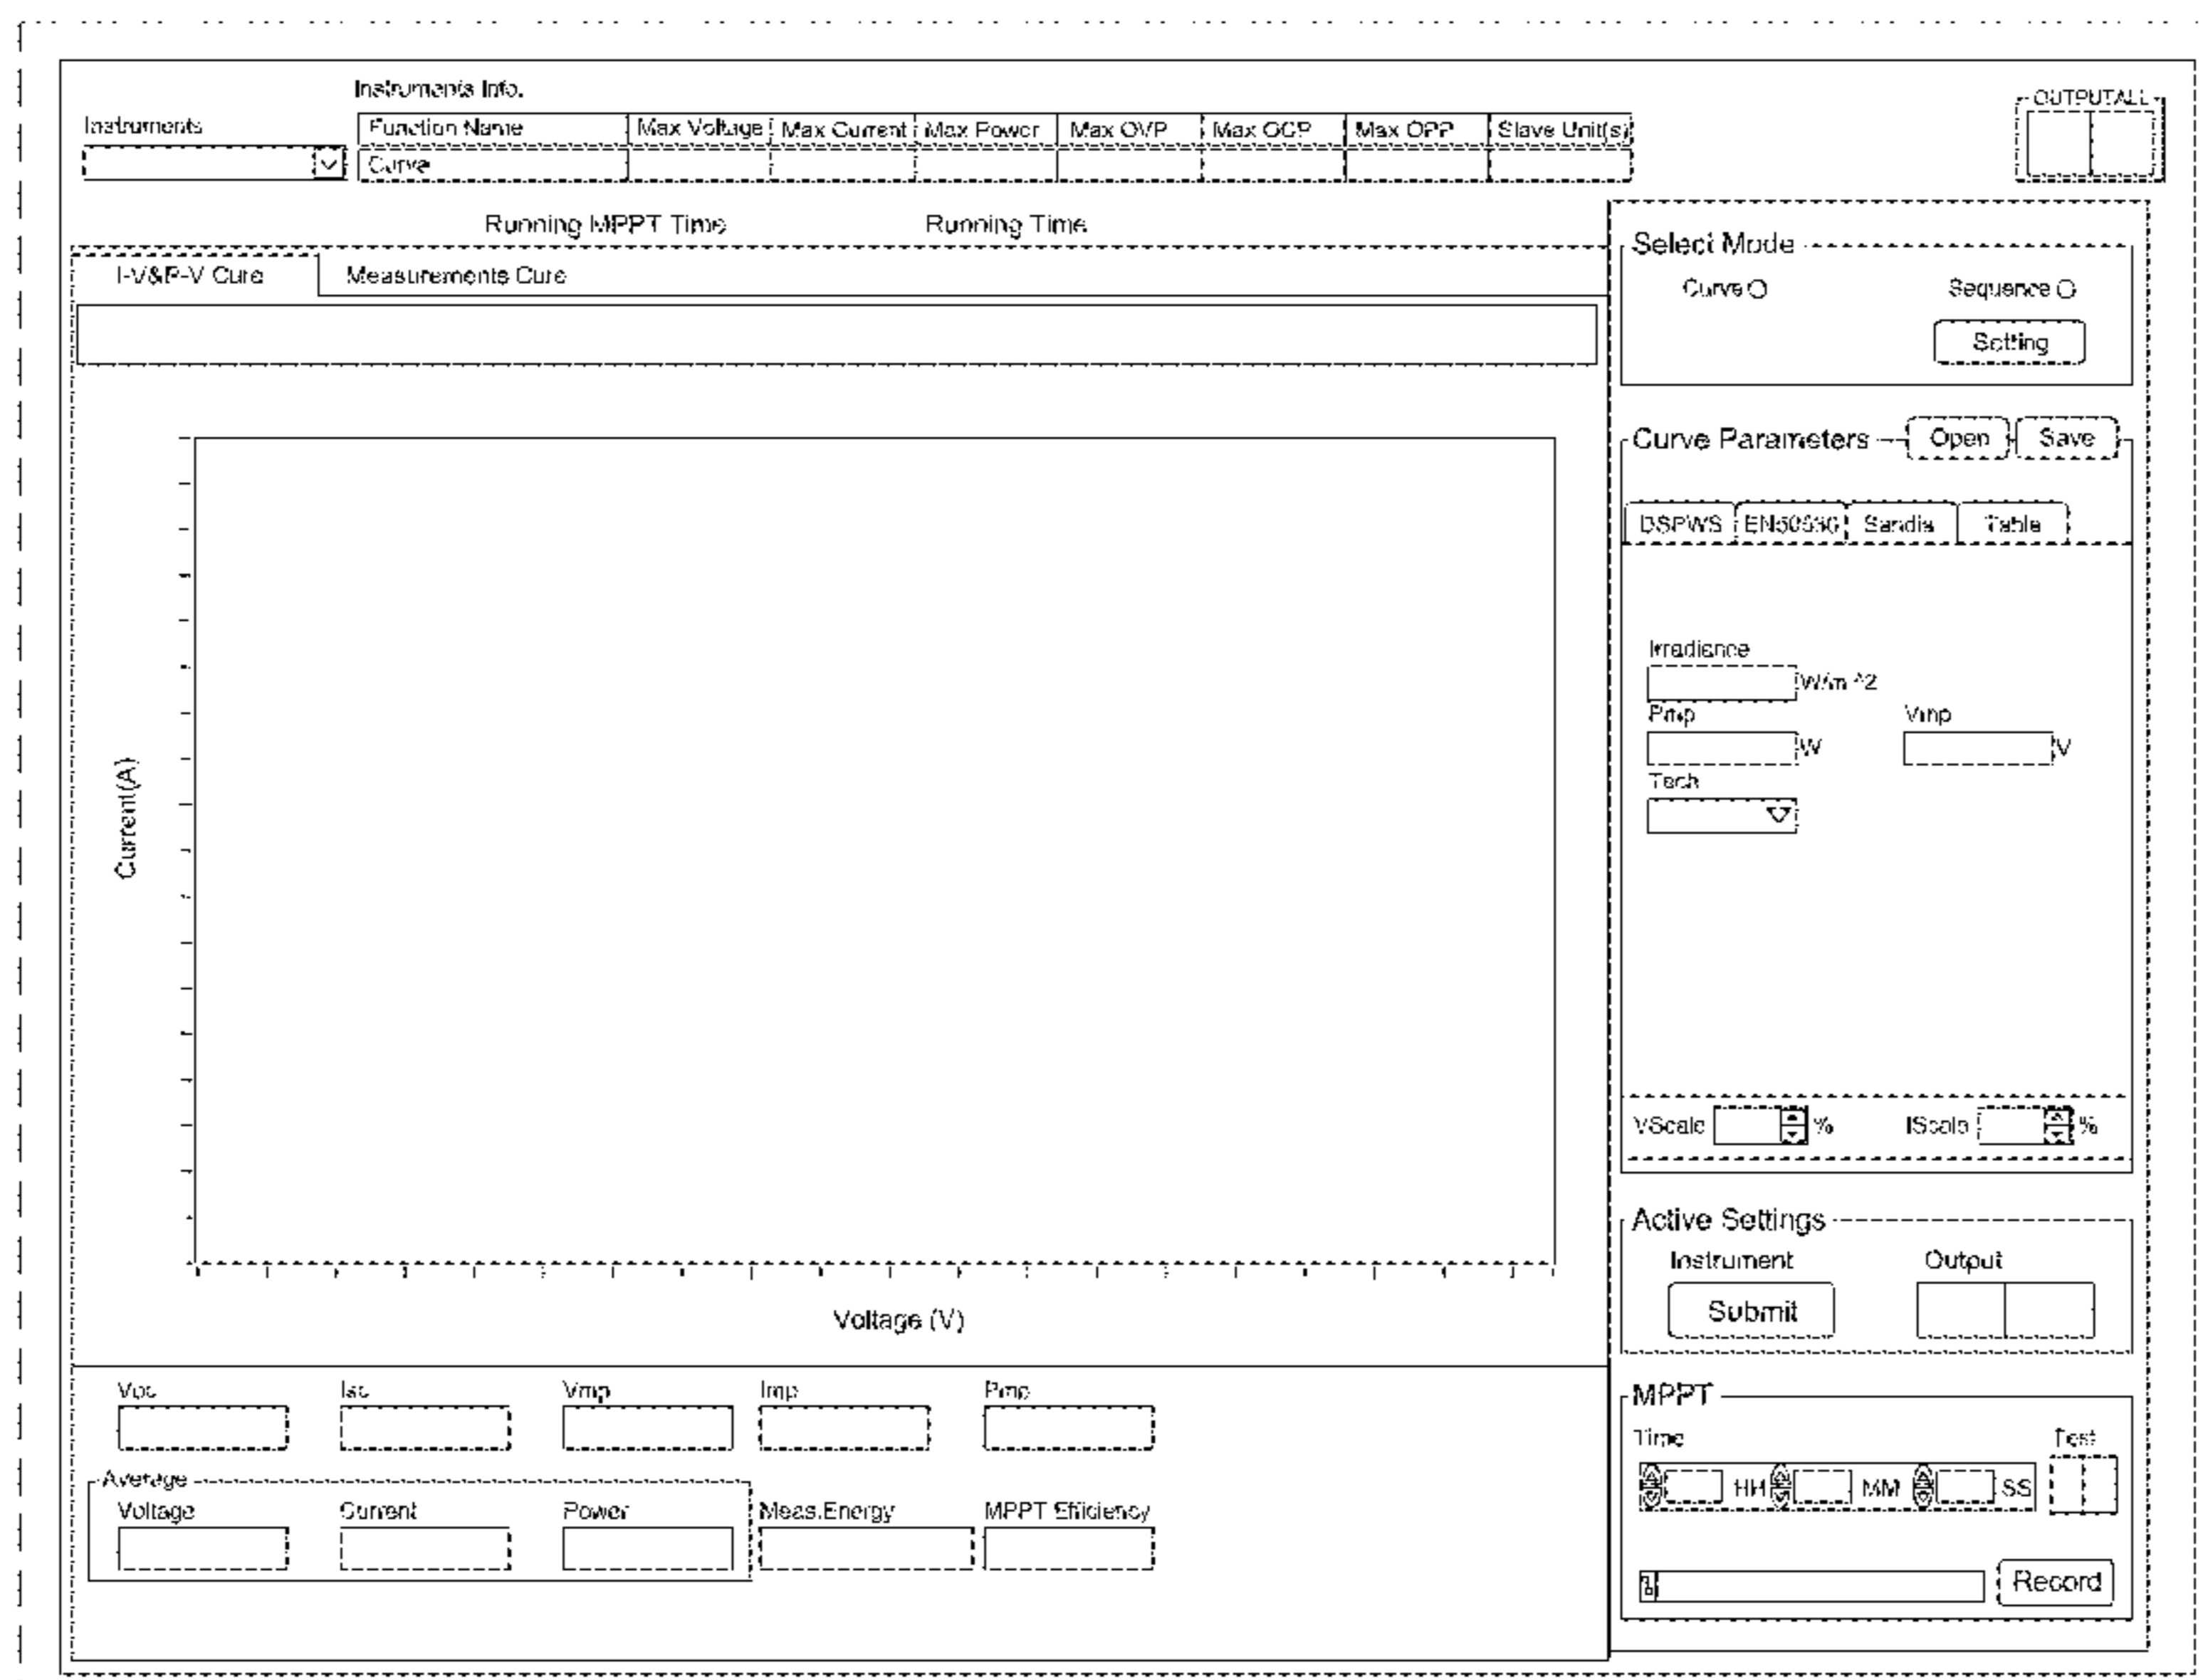 Instruments Info.
OUTPUTALL
Instruments
Function Name Max Voltage Max Current Max Power Max OVP Max OCP Max OPP Slave Unit(s)
Curve
Running MPPT Time Running Time
Select Mode
I-V&P-V Cure Measurements Cure
Curve Sequence
Setting
Curve Parameters Open Save
DSPWS EN50530 Sandia Table
Irradiance
W/m ^2
Pmp Vmp
W V
Tech
Current(A)
VScale % IScale %
Active Settings
Instrument Output
Submit
Voltage (V)
Voc Isc Vmp Imp Pmp
MPPT
Time Test
HH MM SS
Average
Voltage Current Power Meas.Energy MPPT Efficiency
Record